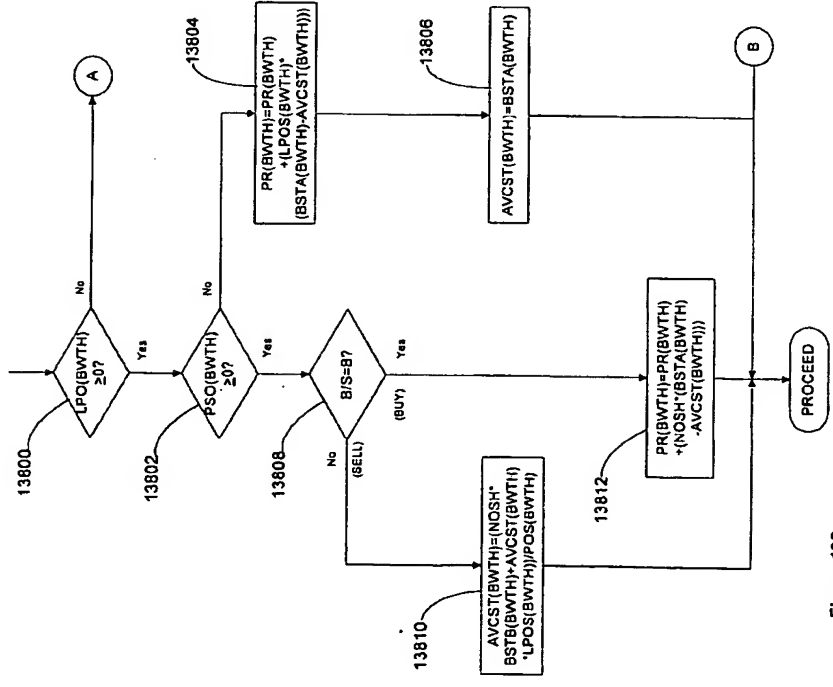 13800
LPO(BWTH)
≥0?
No
A
Yes
13802
PSO(BWTH)
≥0?
No
13804
PR(BWTH)=PR(BWTH)
+(LPOS(BWTH)*
(BSTA(BWTH)-AVCST(BWTH)))
Yes
13808
B/S=B?
No
(SELL)
Yes
(BUY)
13806
AVCST(BWTH)=BSTA(BWTH)
13810
AVCST(BWTH)=(NOSH*
BSTB(BWTH)+AVCST(BWTH)
*LPOS(BWTH))/POS(BWTH)
13812
PR(BWTH)=PR(BWTH)
+(NOSH*(BSTA(BWTH)
-AVCST(BWTH)))
B
PROCEED